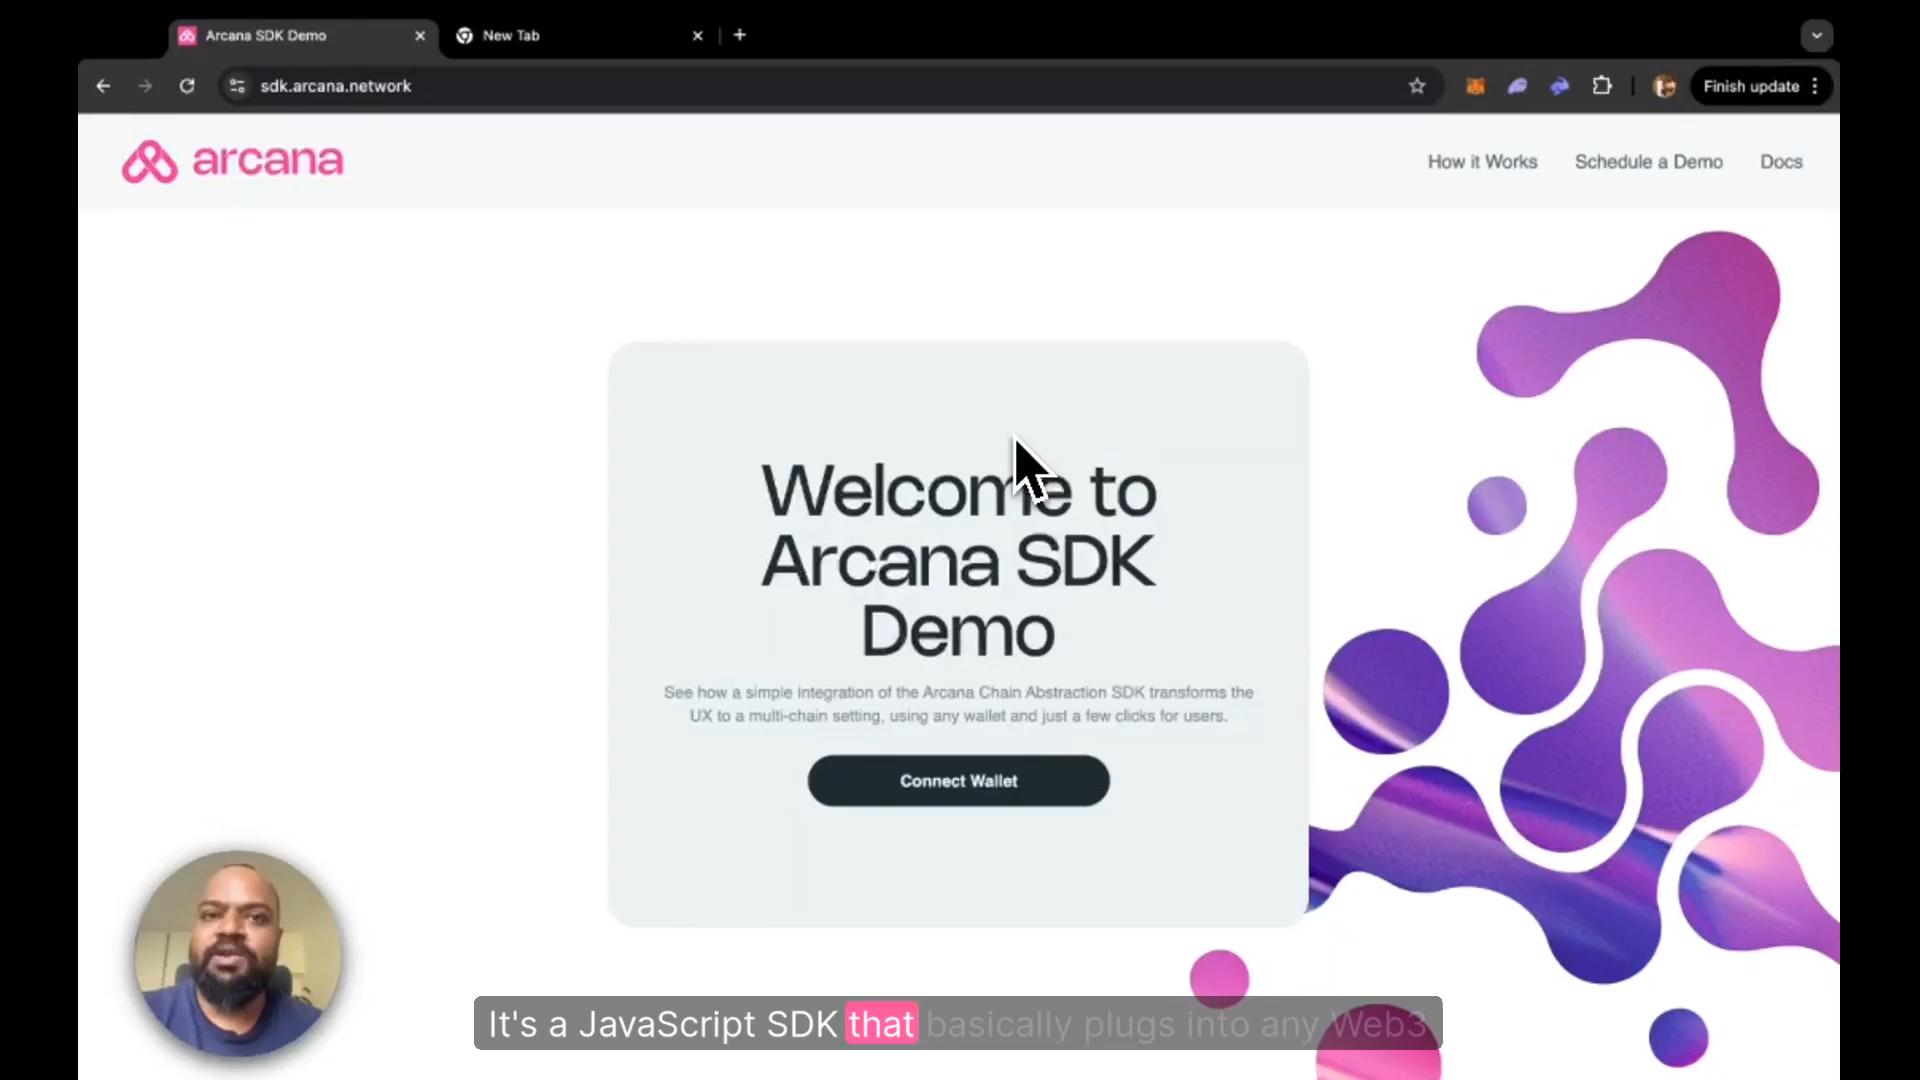 Arcana SDK Demo
New Tab
sdk.arcana.network
Finish update
arcana
How it Works
Schedule a Demo
Docs
Welcome to
Arcana SDK
Demo
See how a simple integration of the Arcana Chain Abstraction SDK transforms the
UX to a multi-chain setting, using any wallet and just a few clicks for users.
Connect Wallet
It's a JavaScript SDK that basically plugs into any Web3